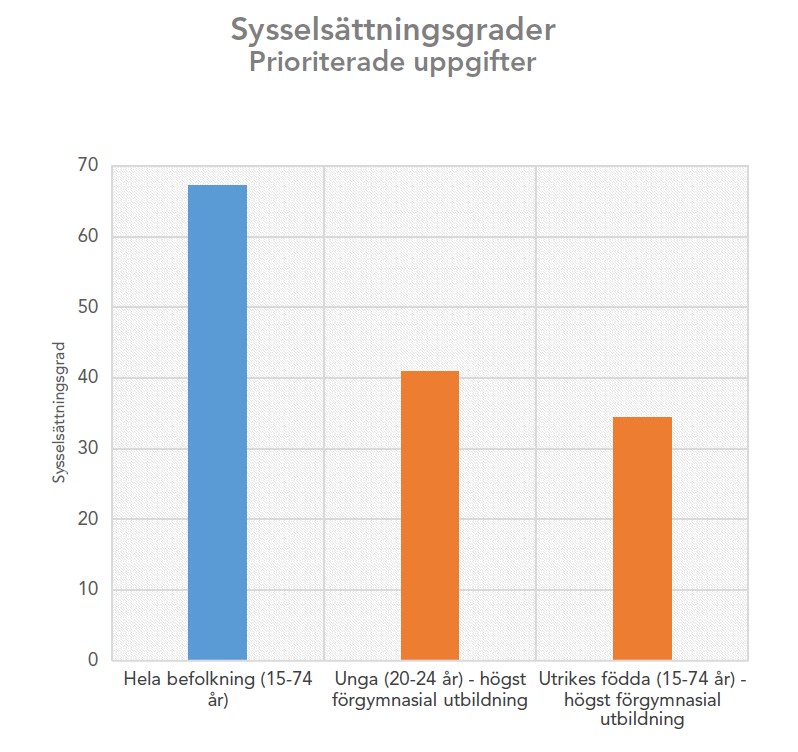 Sysselsättningsgrader
Prioriterade uppgifter
70
60
50
40
30
20
10
0
Sysselsättningsgrad
Hela befolkning (15-74
år)
Unga (20-24 år) - högst
förgymnasial utbildning
Utrikes födda (15-74 år) -
högst förgymnasial
utbildning